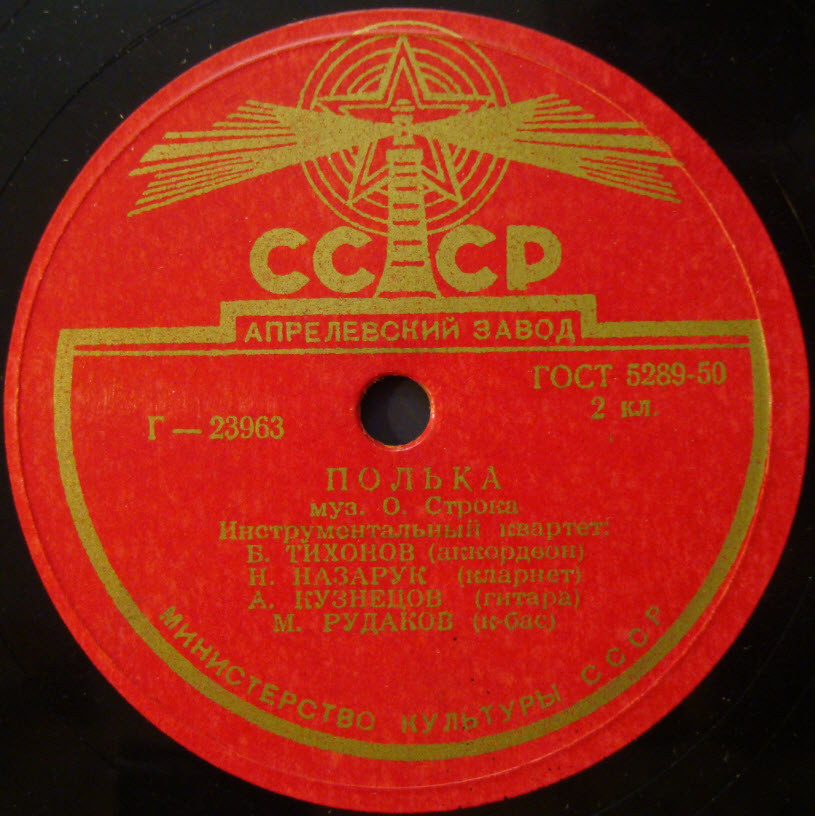 СССР
АПРЕЛЕВСКИЙ ЗАВОД
ГОСТ 5289-50
2 кл.
Г — 23963
ПОЛЬКА
муз. О. Строка
Инструментальный квартет:
Б. ТИХОНОВ (аккордеон)
Н. НАЗАРУК (кларнет)
А. КУЗНЕЦОВ (гитара)
М. РУДАКОВ (к-бас)
МИНИСТЕРСТВО КУЛЬТУРЫ СССР